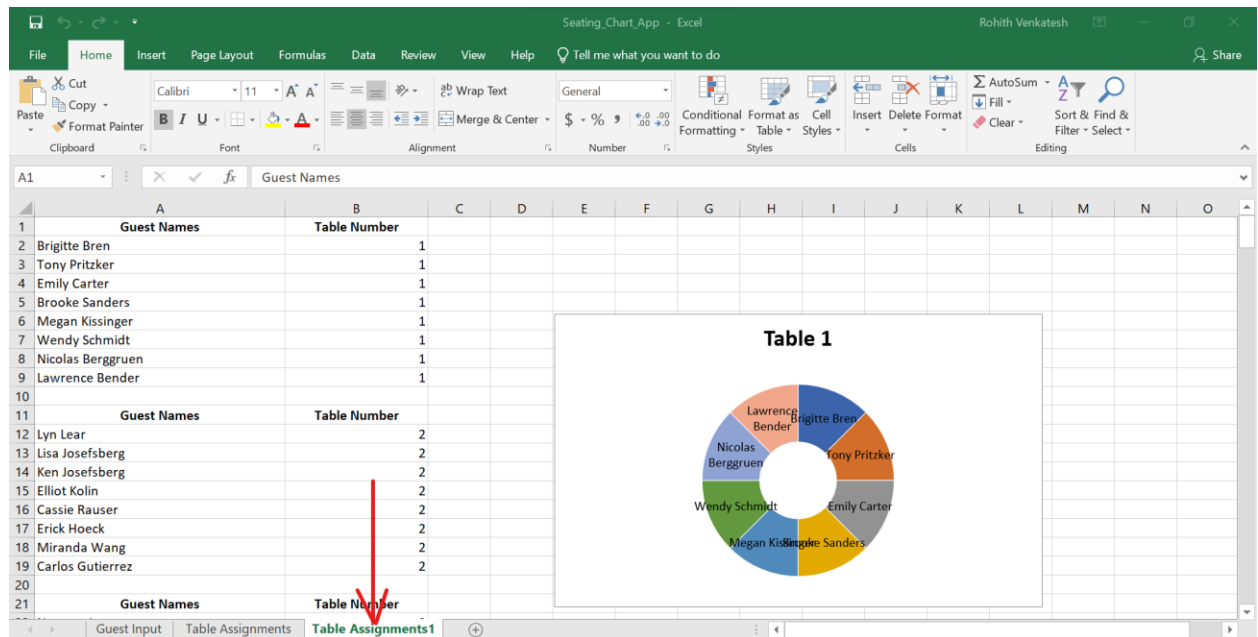 Seating_Chart_App - Excel
Rohith Venkatesh
File Home Insert Page Layout Formulas Data Review View Help Tell me what you want to do Share
Cut
Copy
Format Painter
Paste
Calibri 11
B I U
Wrap Text
Merge & Center
General
$ % ,
Conditional Formatting
Format as Table
Cell Styles
Insert Delete Format
AutoSum
Fill
Clear
Sort & Filter
Find & Select
Clipboard Font Alignment Number Styles Cells Editing
A1 fx Guest Names
A B C D E F G H I J K L M N O
1 Guest Names Table Number
2 Brigitte Bren 1
3 Tony Pritzker 1
4 Emily Carter 1
5 Brooke Sanders 1
6 Megan Kissinger 1
7 Wendy Schmidt 1
8 Nicolas Berggruen 1
9 Lawrence Bender 1
10
11 Guest Names Table Number
12 Lyn Lear 2
13 Lisa Josefsberg 2
14 Ken Josefsberg 2
15 Elliot Kolin 2
16 Cassie Rauser 2
17 Erick Hoeck 2
18 Miranda Wang 2
19 Carlos Gutierrez 2
20
21 Guest Names Table Number
Table 1
Lawrence
Bender
Brigitte Bren
Nicolas
Berggruen
Tony Pritzker
Wendy Schmidt
Emily Carter
Megan Kissinger
Brooke Sanders
Guest Input Table Assignments Table Assignments1